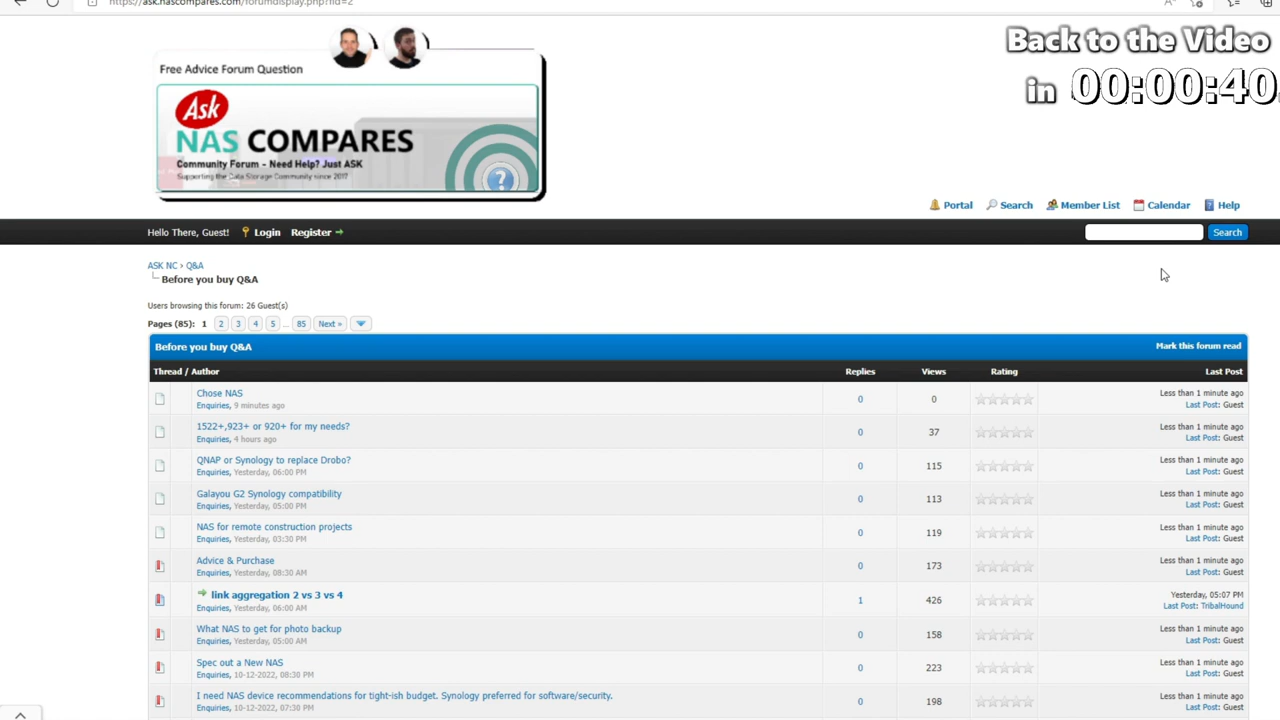 https://ask.nascompares.com/forumdisplay.php?fid=2
Back to the Video
in 00:00:40
Free Advice Forum Question
Ask
NAS COMPARES
Community Forum - Need Help? Just ASK
Supporting the Data Storage Community since 2017
Portal Search Member List Calendar Help
Hello There, Guest! Login Register Search
ASK NC › Q&A
Before you buy Q&A
Users browsing this forum: 26 Guest(s)
Pages (85): 1 2 3 4 5 ... 85 Next »
Before you buy Q&A Mark this forum read
Thread / Author Replies Views Rating Last Post
Chose NAS 0 0 Less than 1 minute ago
Enquiries, 9 minutes ago Last Post: Guest
1522+,923+ or 920+ for my needs? 0 37 Less than 1 minute ago
Enquiries, 4 hours ago Last Post: Guest
QNAP or Synology to replace Drobo? 0 115 Less than 1 minute ago
Enquiries, Yesterday, 06:00 PM Last Post: Guest
Galayou G2 Synology compatibility 0 113 Less than 1 minute ago
Enquiries, Yesterday, 05:00 PM Last Post: Guest
NAS for remote construction projects 0 119 Less than 1 minute ago
Enquiries, Yesterday, 03:30 PM Last Post: Guest
Advice & Purchase 0 173 Less than 1 minute ago
Enquiries, Yesterday, 08:30 AM Last Post: Guest
link aggregation 2 vs 3 vs 4 1 426 Yesterday, 05:07 PM
Enquiries, Yesterday, 06:00 AM Last Post: TribalHound
What NAS to get for photo backup 0 158 Less than 1 minute ago
Enquiries, Yesterday, 05:00 AM Last Post: Guest
Spec out a New NAS 0 223 Less than 1 minute ago
Enquiries, 10-12-2022, 08:30 PM Last Post: Guest
I need NAS device recommendations for tight-ish budget. Synology preferred for software/security. 0 198 Less than 1 minute ago
Enquiries, 10-12-2022, 07:30 PM Last Post: Guest